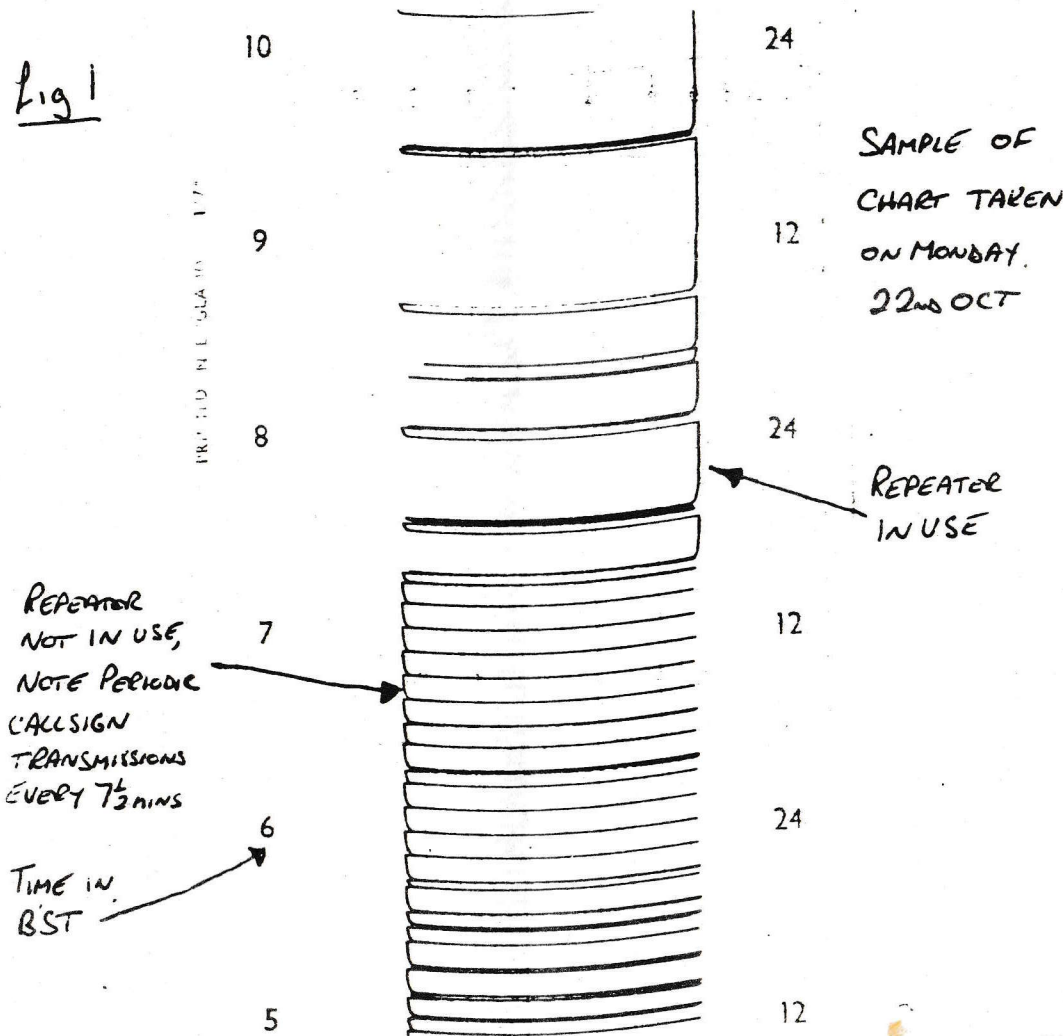 Fig 1
10
24
SAMPLE OF
CHART TAKEN
ON MONDAY.
22ND OCT
9
12
8
24
REPEATER
IN USE
REPEATER
NOT IN USE,
NOTE PERIODIC
CALLSIGN
TRANSMISSIONS
EVERY 7½ MINS
7
12
6
24
TIME IN
BST
5
12